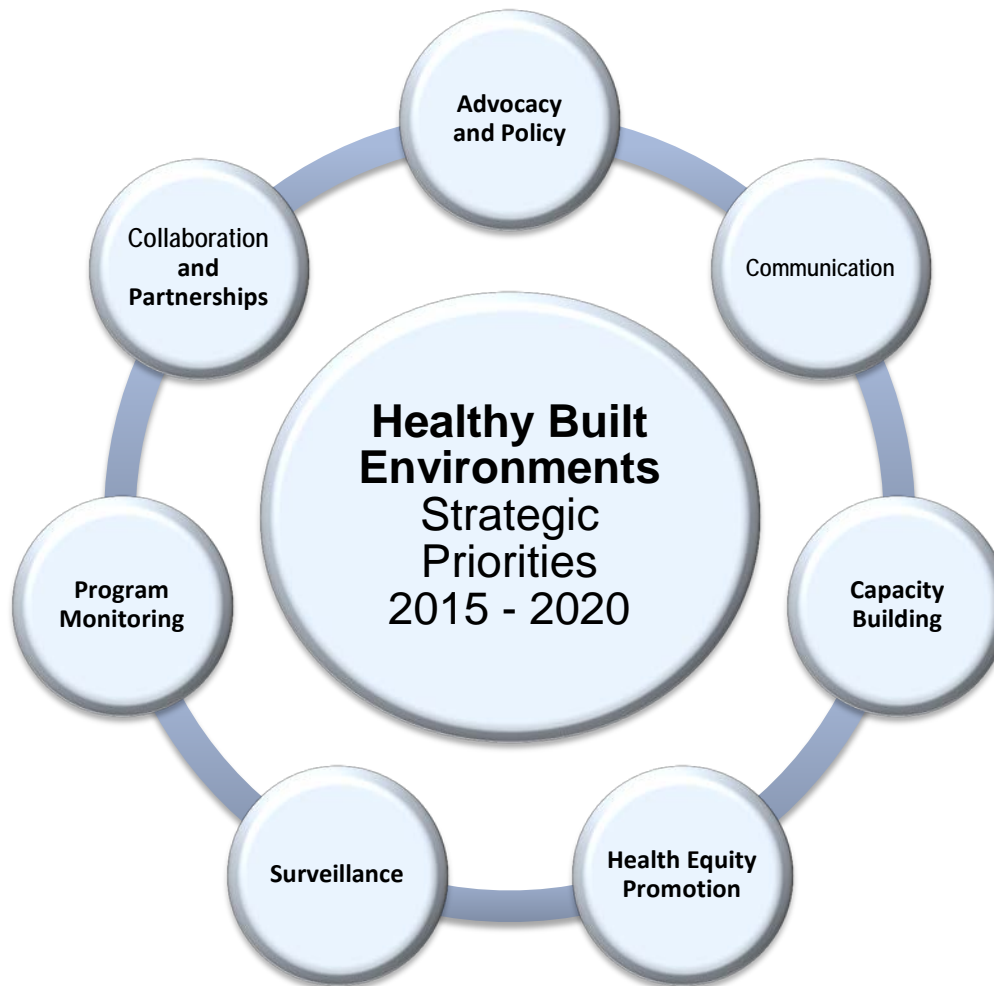 Advocacy
and Policy
Collaboration
and
Partnerships
Communication
Healthy Built
Environments
Strategic
Priorities
2015 - 2020
Program
Monitoring
Capacity
Building
Surveillance
Health Equity
Promotion